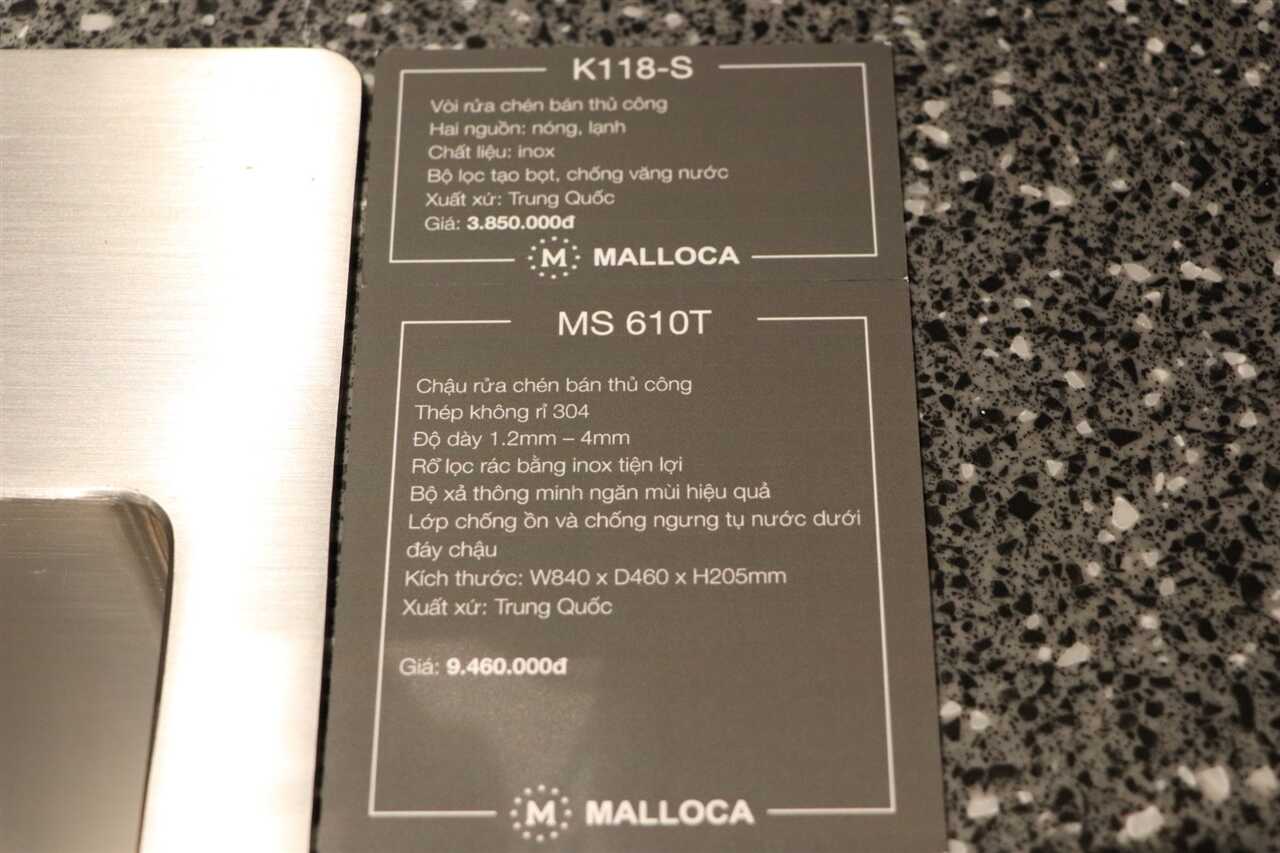 K118-S
Vòi rửa chén bán thủ công
Hai nguồn: nóng, lạnh
Chất liệu: inox
Bộ lọc tạo bọt, chống văng nước
Xuất xứ: Trung Quốc
Giá: 3.850.000đ
M MALLOCA
MS 610T
Chậu rửa chén bán thủ công
Thép không rỉ 304
Độ dày 1.2mm – 4mm
Rổ lọc rác bằng inox tiện lợi
Bộ xả thông minh ngăn mùi hiệu quả
Lớp chống ồn và chống ngưng tụ nước dưới
đáy chậu
Kích thước: W840 x D460 x H205mm
Xuất xứ: Trung Quốc
Giá: 9.460.000đ
M MALLOCA